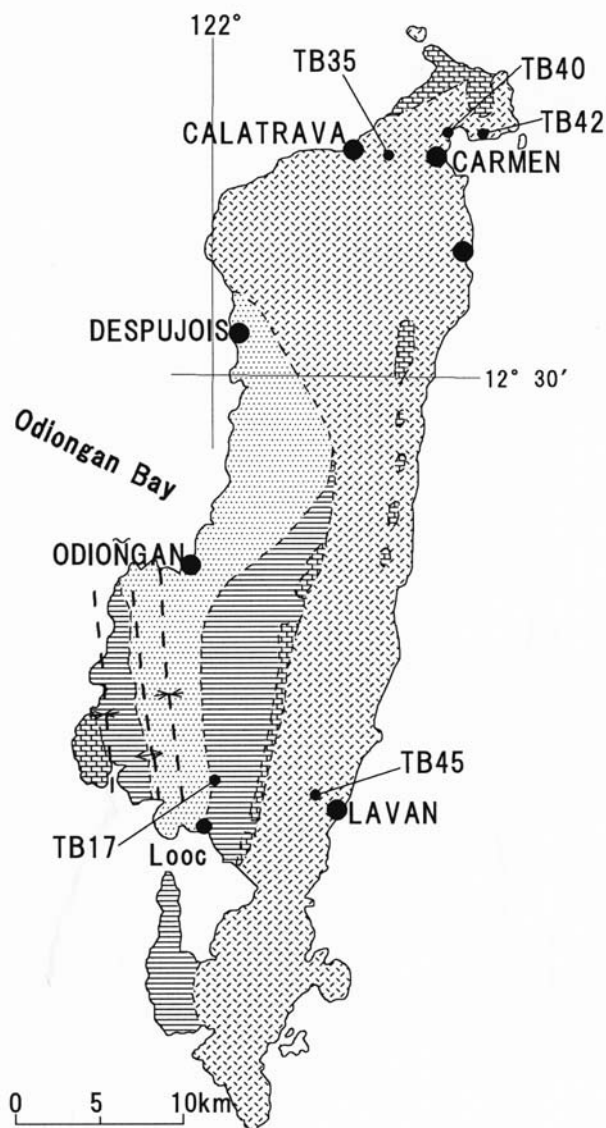 122°
TB35
TB40
CALATRAVA
TB42
CARMEN
DESPUJOIS
12° 30′
Odiongan Bay
ODIOÑGAN
TB45
LAVAN
TB17
Looc
0 5 10km